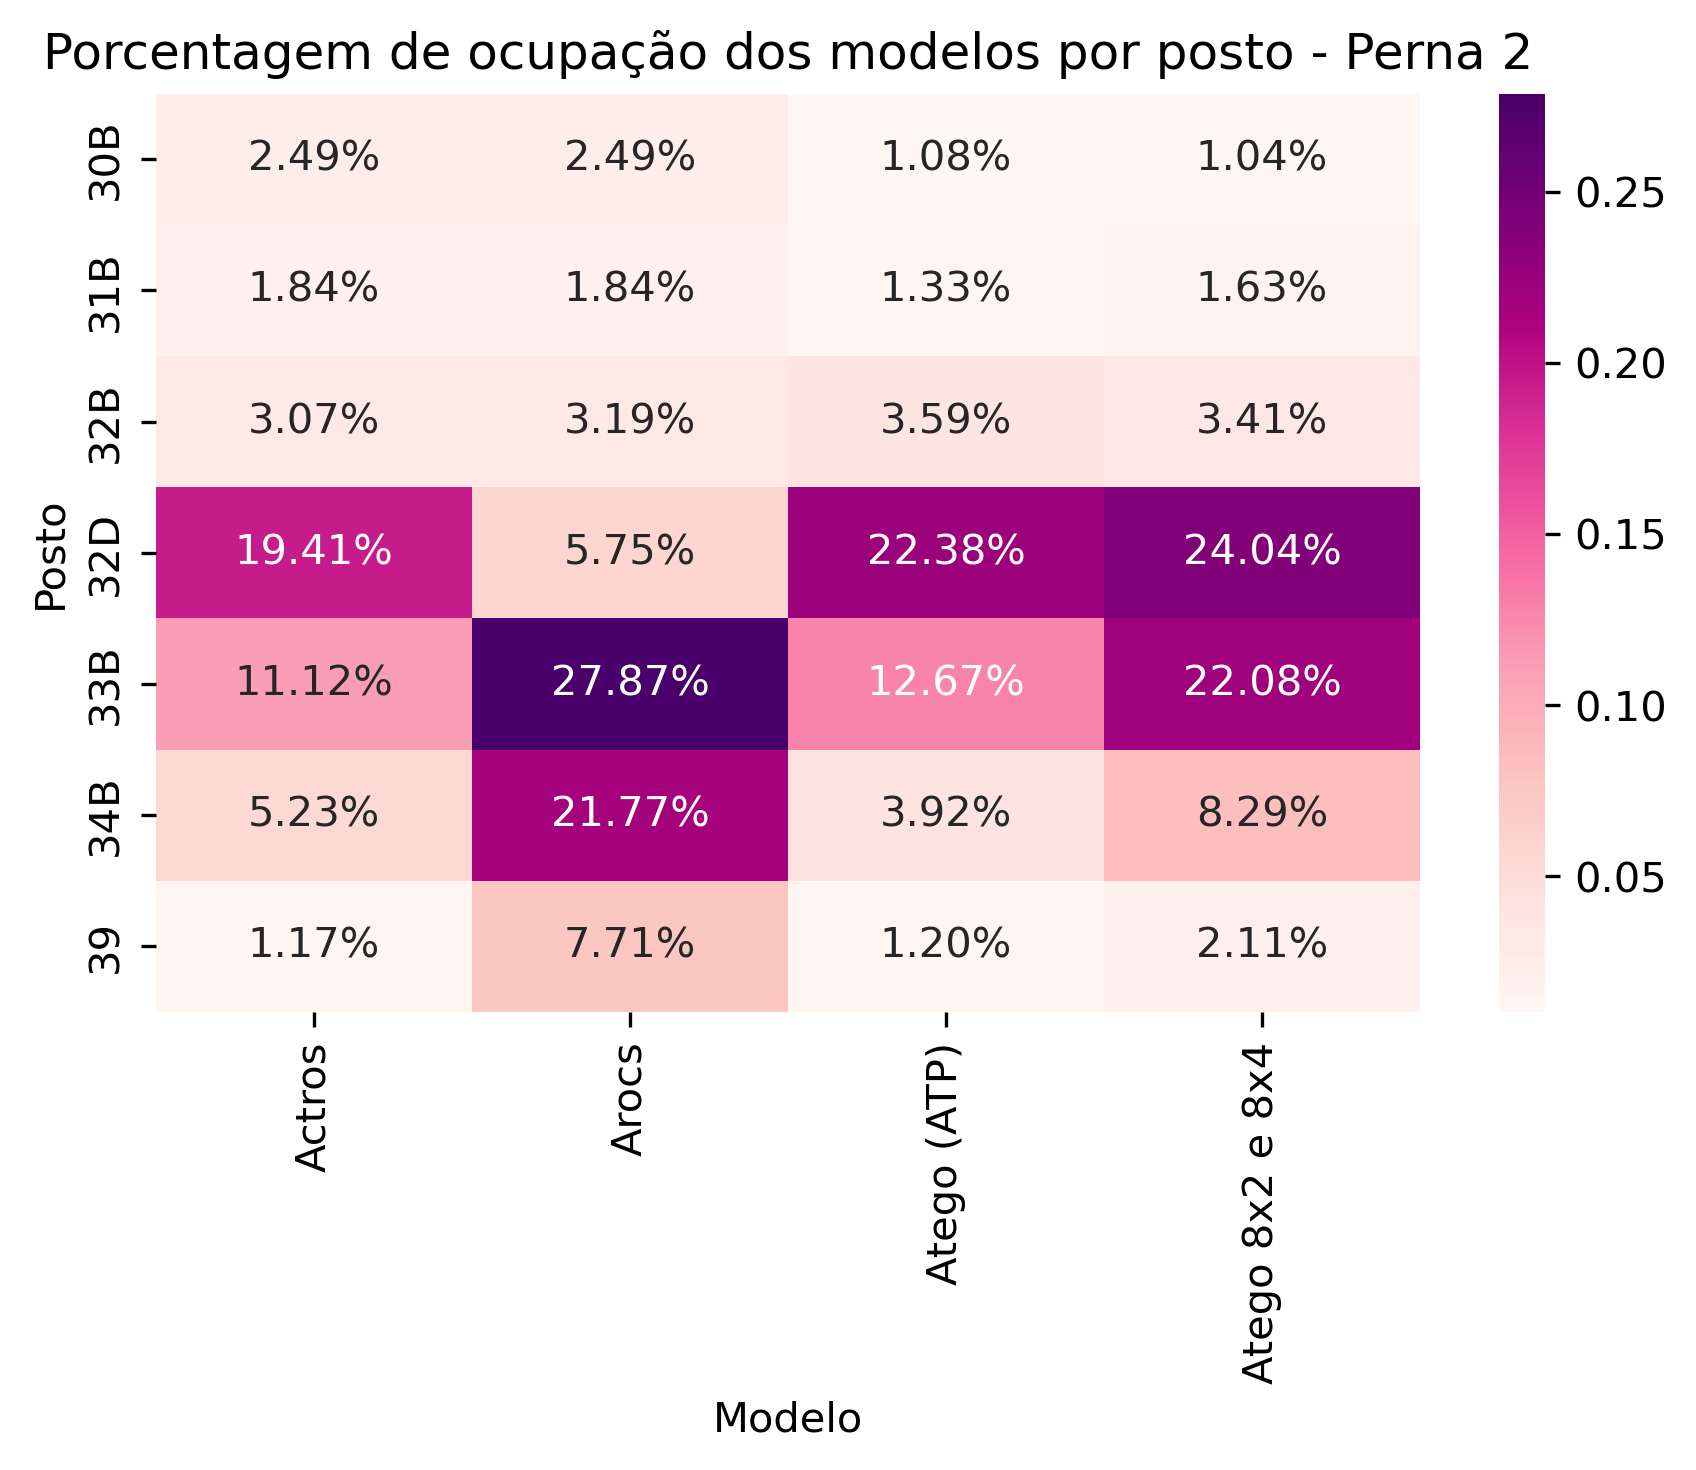 Porcentagem de ocupação dos modelos por posto - Perna 2
30B 2.49% 2.49% 1.08% 1.04%
31B 1.84% 1.84% 1.33% 1.63%
32B 3.07% 3.19% 3.59% 3.41%
32D 19.41% 5.75% 22.38% 24.04%
33B 11.12% 27.87% 12.67% 22.08%
34B 5.23% 21.77% 3.92% 8.29%
39 1.17% 7.71% 1.20% 2.11%
Posto
Actros
Arocs
Atego (ATP)
Atego 8x2 e 8x4
Modelo
0.25
0.20
0.15
0.10
0.05